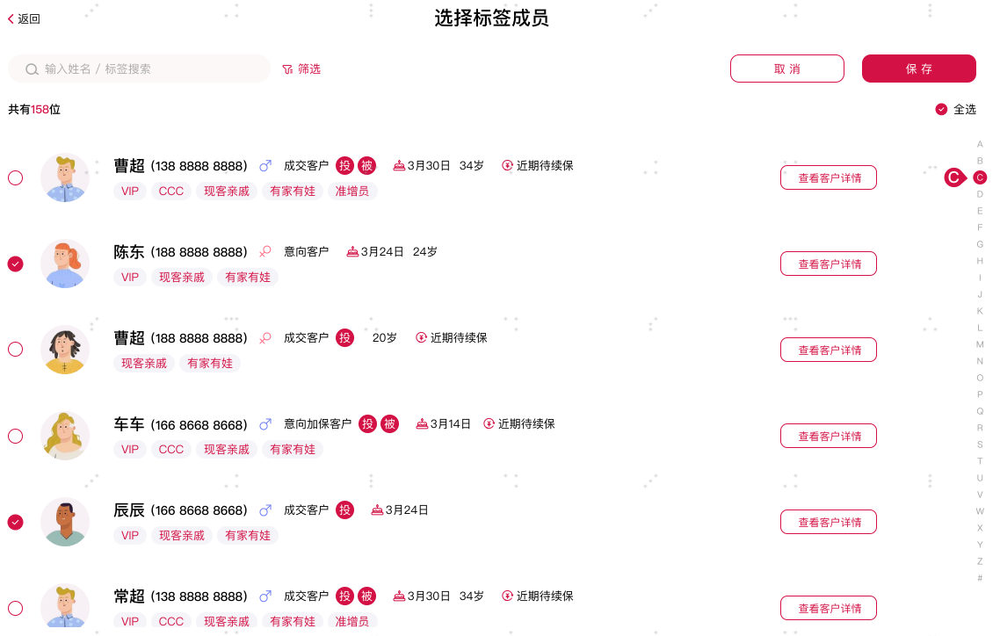 返回
选择标签成员
输入姓名 / 标签搜索
筛选
取 消
保 存
共有158位
全选
曹超 (138 8888 8888) 成交客户 投 被 3月30日 34岁 近期待续保
VIP CCC 现客亲戚 有家有娃 准增员
查看客户详情
陈东 (188 8888 8888) 意向客户 3月24日 24岁
VIP 现客亲戚 有家有娃
查看客户详情
曹超 (188 8888 8888) 成交客户 投 20岁 近期待续保
现客亲戚 有家有娃
查看客户详情
车车 (166 8668 8668) 意向加保客户 投 被 3月14日 近期待续保
VIP CCC 现客亲戚 有家有娃
查看客户详情
辰辰 (166 8668 8668) 成交客户 投 3月24日
VIP 现客亲戚 有家有娃
查看客户详情
常超 (138 8888 8888) 成交客户 投 被 3月30日 34岁 近期待续保
VIP CCC 现客亲戚 有家有娃 准增员
查看客户详情
A
B
C C
D
E
F
G
H
I
J
K
L
M
N
O
P
Q
R
S
T
U
V
W
X
Y
Z
#